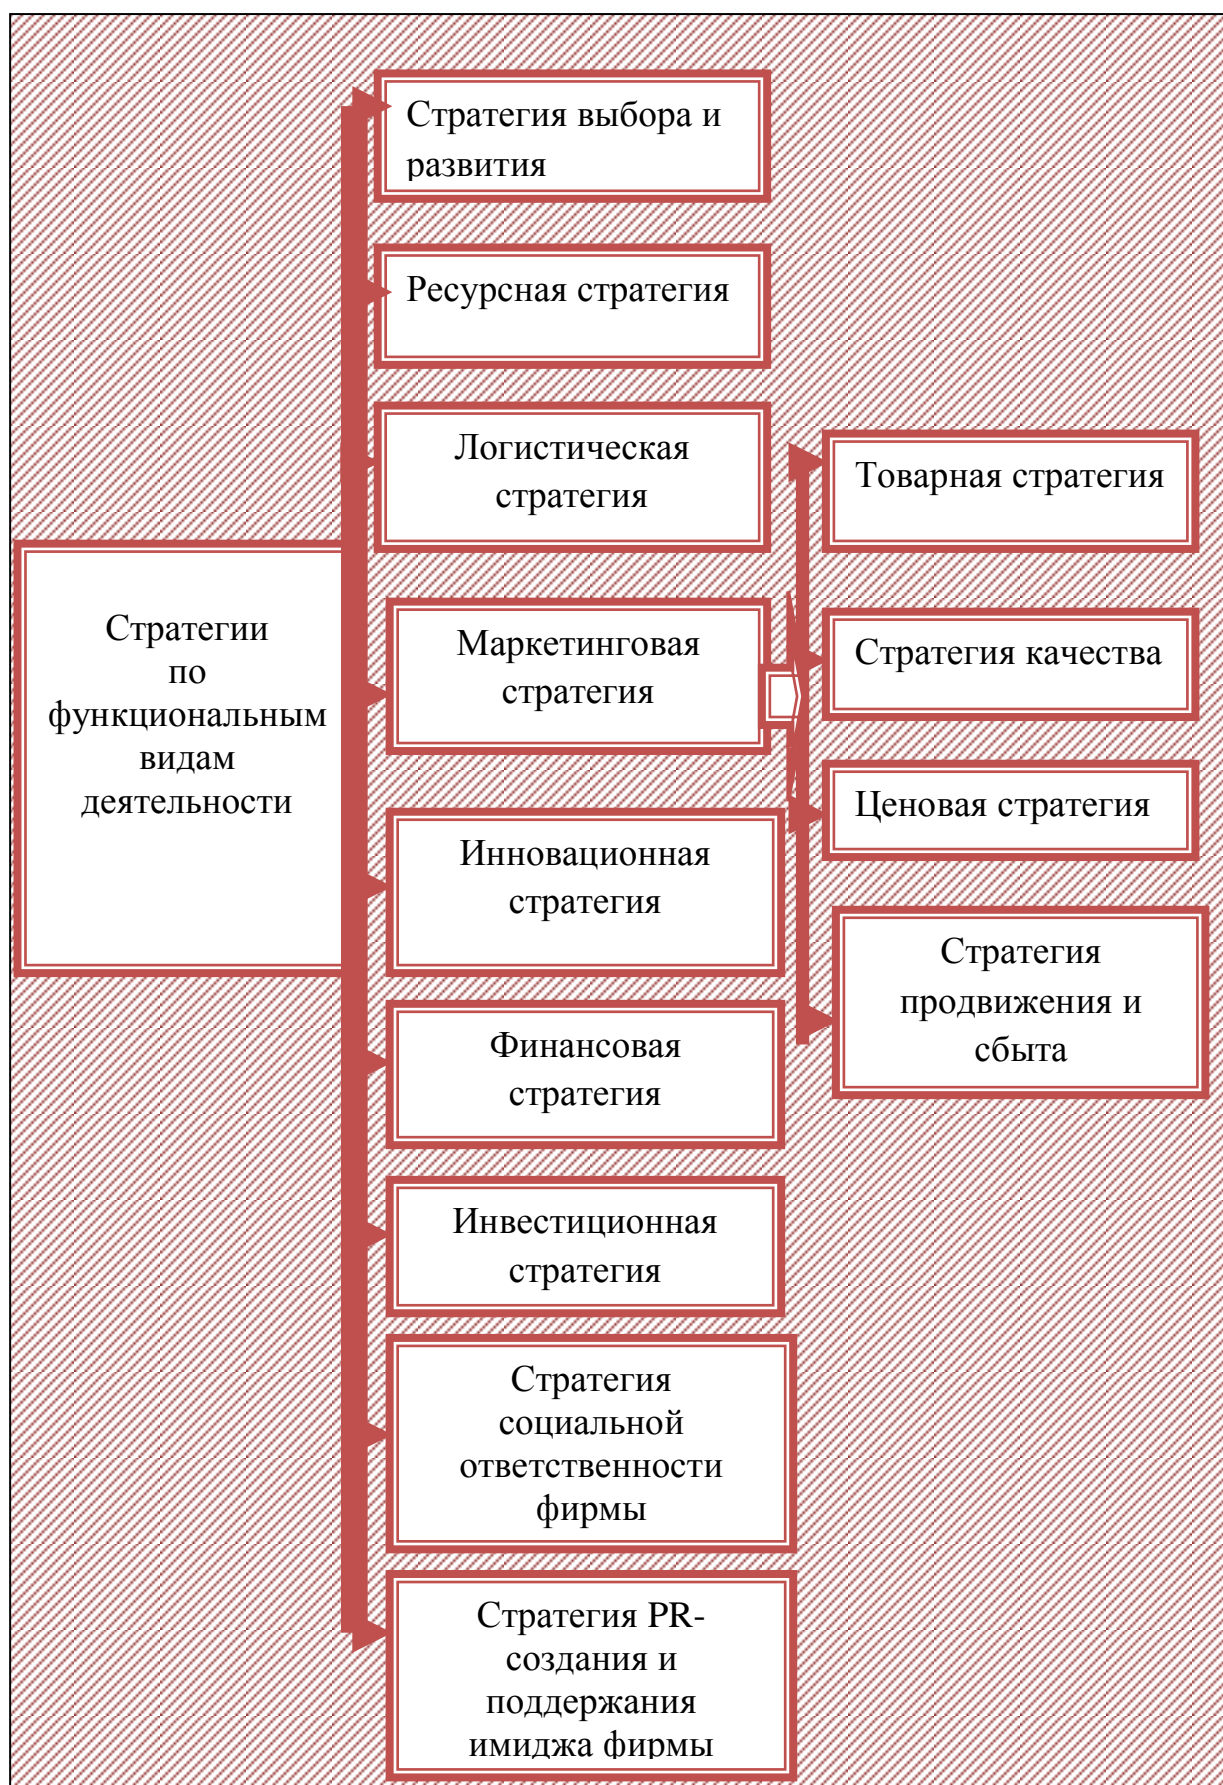 Стратегии
по
функциональным
видам
деятельности
Стратегия выбора и
развития
Ресурсная стратегия
Логистическая
стратегия
Маркетинговая
стратегия
Инновационная
стратегия
Финансовая
стратегия
Инвестиционная
стратегия
Стратегия
социальной
ответственности
фирмы
Стратегия PR-
создания и
поддержания
имиджа фирмы
Товарная стратегия
Стратегия качества
Ценовая стратегия
Стратегия
продвижения и
сбыта